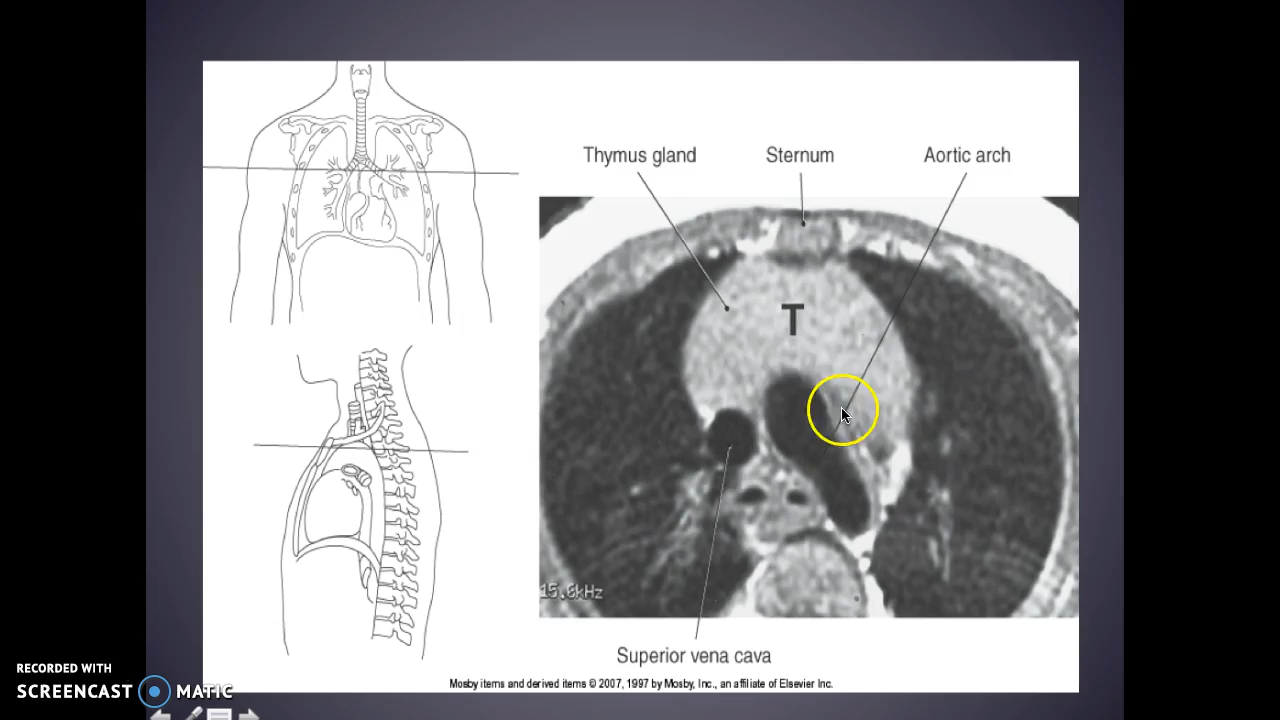 Thymus gland
Sternum
Aortic arch
T
15.6kHz
Superior vena cava
Mosby items and derived items © 2007, 1997 by Mosby, Inc., an affiliate of Elsevier Inc.
RECORDED WITH
SCREENCAST MATIC